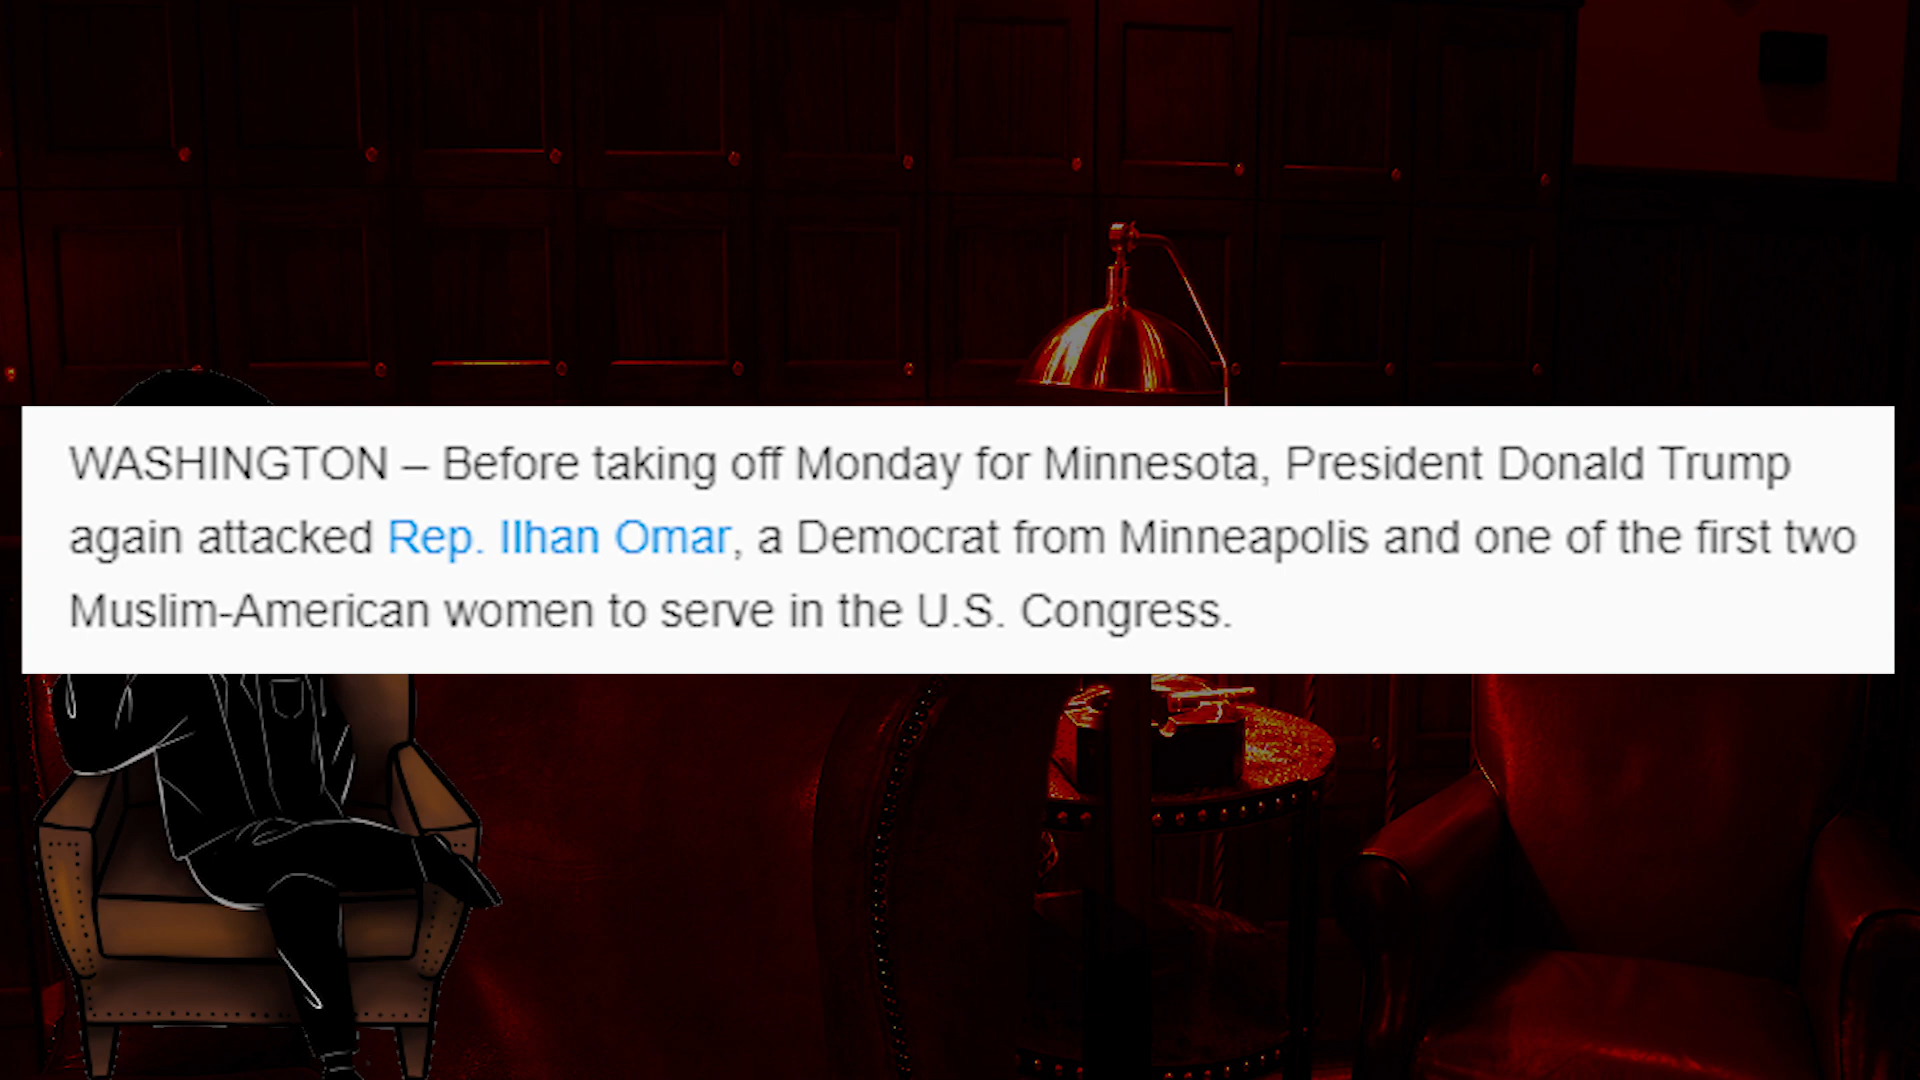 WASHINGTON – Before taking off Monday for Minnesota, President Donald Trump
again attacked Rep. Ilhan Omar, a Democrat from Minneapolis and one of the first two
Muslim-American women to serve in the U.S. Congress.